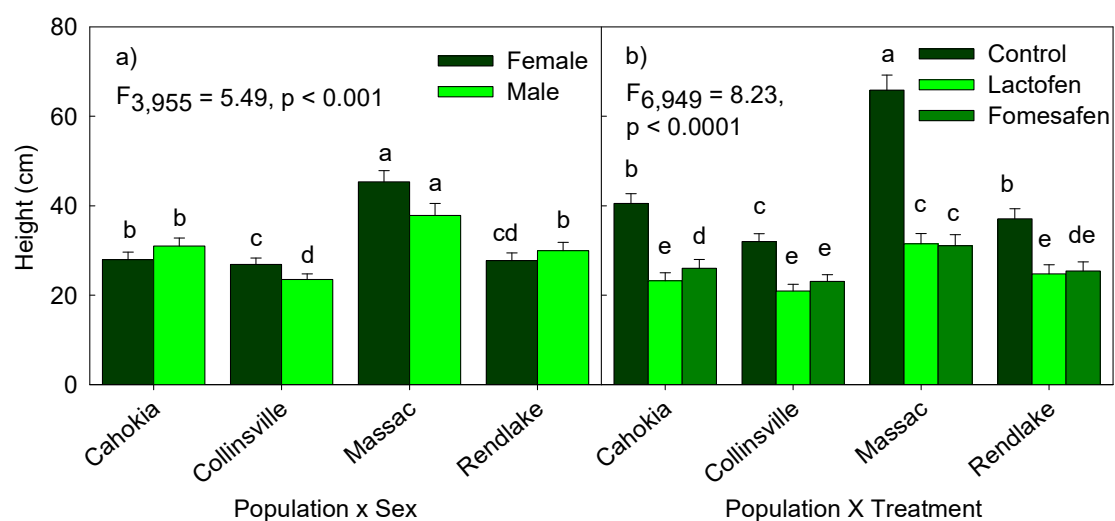 80
60
40
20
0
Height (cm)
a)
F3,955 = 5.49, p < 0.001
Female
Male
b
b
c
d
a
a
cd
b
Cahokia
Collinsville
Massac
Rendlake
Population x Sex
b)
F6,949 = 8.23,
p < 0.0001
Control
Lactofen
Fomesafen
b
e
d
c
e
e
a
c
c
b
e
de
Cahokia
Collinsville
Massac
Rendlake
Population X Treatment